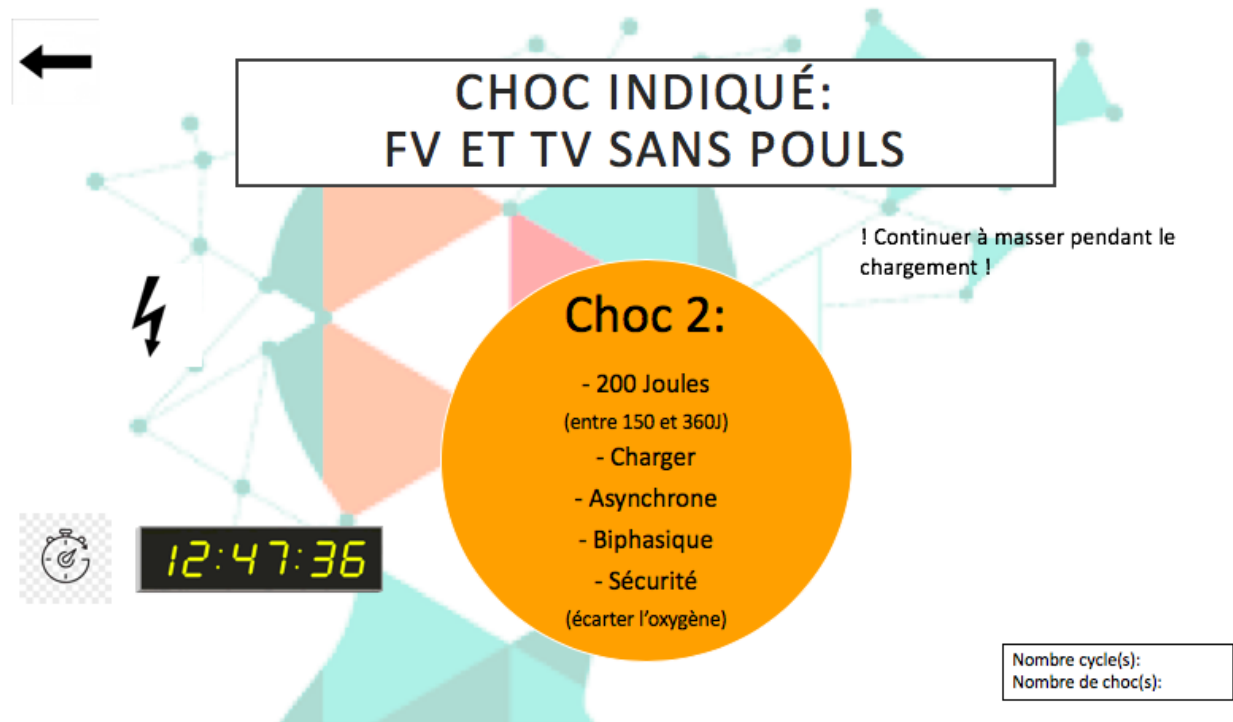 CHOC INDIQUÉ:
FV ET TV SANS POULS
! Continuer à masser pendant le
chargement !
Choc 2:
- 200 Joules
(entre 150 et 360J)
- Charger
- Asynchrone
- Biphasique
- Sécurité
(écarter l’oxygène)
12:47:36
Nombre cycle(s):
Nombre de choc(s):